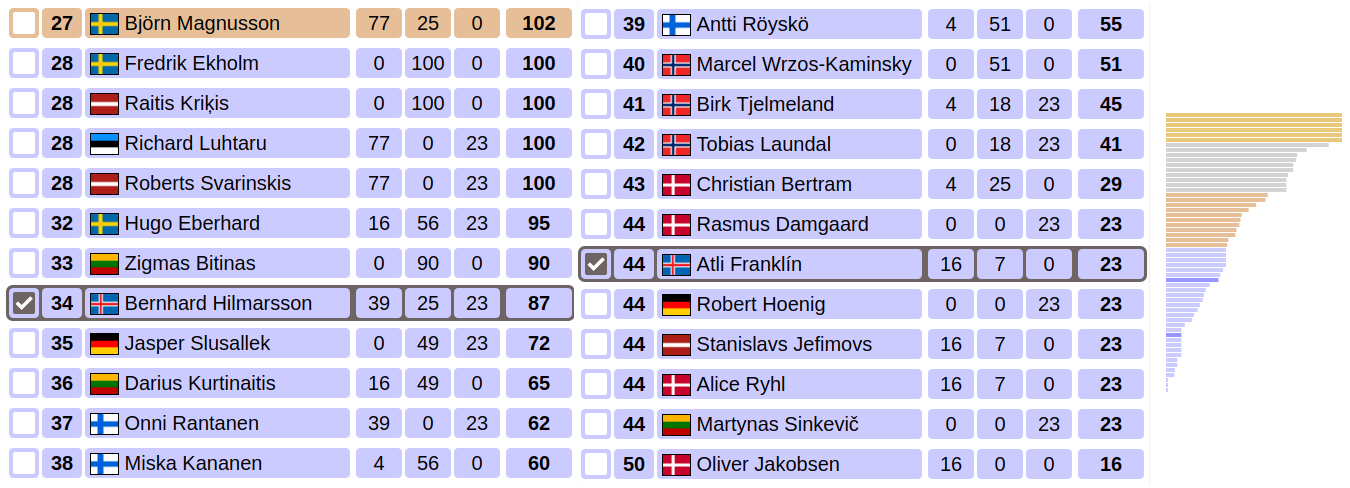 27 Björn Magnusson 77 25 0 102
28 Fredrik Ekholm 0 100 0 100
28 Raitis Kriķis 0 100 0 100
28 Richard Luhtaru 77 0 23 100
28 Roberts Svarinskis 77 0 23 100
32 Hugo Eberhard 16 56 23 95
33 Zigmas Bitinas 0 90 0 90
34 Bernhard Hilmarsson 39 25 23 87
35 Jasper Slusallek 0 49 23 72
36 Darius Kurtinaitis 16 49 0 65
37 Onni Rantanen 39 0 23 62
38 Miska Kananen 4 56 0 60
39 Antti Röyskö 4 51 0 55
40 Marcel Wrzos-Kaminsky 0 51 0 51
41 Birk Tjelmeland 4 18 23 45
42 Tobias Laundal 0 18 23 41
43 Christian Bertram 4 25 0 29
44 Rasmus Damgaard 0 0 23 23
44 Atli Franklín 16 7 0 23
44 Robert Hoenig 0 0 23 23
44 Stanislavs Jefimovs 16 7 0 23
44 Alice Ryhl 16 7 0 23
44 Martynas Sinkevič 0 0 23 23
50 Oliver Jakobsen 16 0 0 16